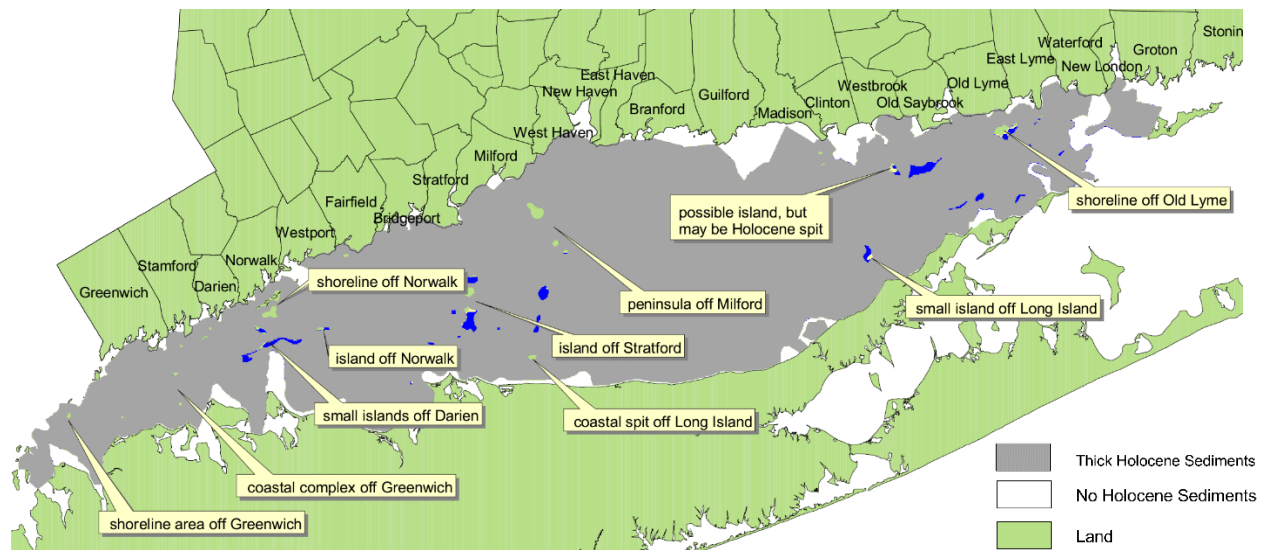 Stonin
Groton
Waterford
New London
East Lyme
Old Lyme
Westbrook
Old Saybrook
Clinton
Madison
Guilford
Branford
East Haven
New Haven
West Haven
Milford
Stratford
Bridgeport
Fairfield
Westport
Norwalk
Darien
Stamford
Greenwich
shoreline off Norwalk
island off Norwalk
small islands off Darien
coastal complex off Greenwich
shoreline area off Greenwich
possible island, but
may be Holocene spit
peninsula off Milford
island off Stratford
coastal spit off Long Island
shoreline off Old Lyme
small island off Long Island
Thick Holocene Sediments
No Holocene Sediments
Land